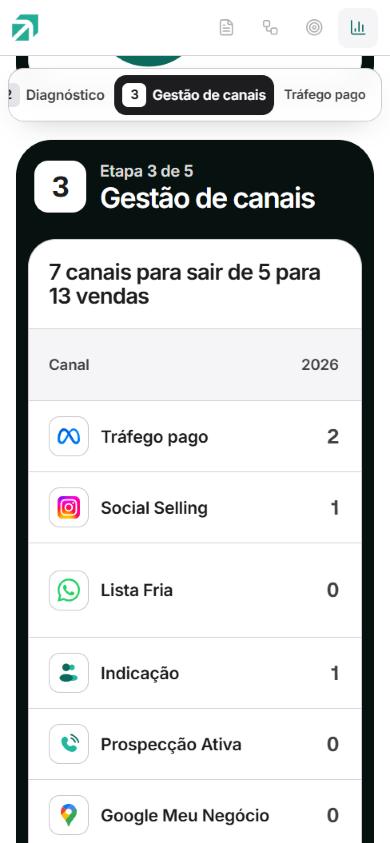 2 Diagnóstico 3 Gestão de canais Tráfego pago
3
Etapa 3 de 5
Gestão de canais
7 canais para sair de 5 para
13 vendas
Canal 2026
Tráfego pago 2
Social Selling 1
Lista Fria 0
Indicação 1
Prospecção Ativa 0
Google Meu Negócio 0